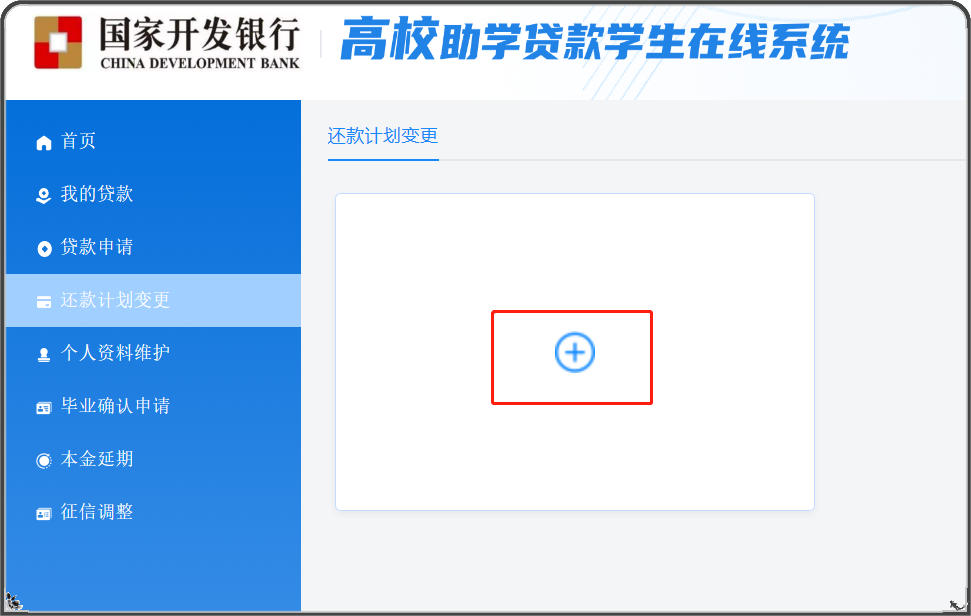 国家开发银行
CHINA DEVELOPMENT BANK
高校助学贷款学生在线系统
首页
我的贷款
贷款申请
还款计划变更
个人资料维护
毕业确认申请
本金延期
征信调整
还款计划变更